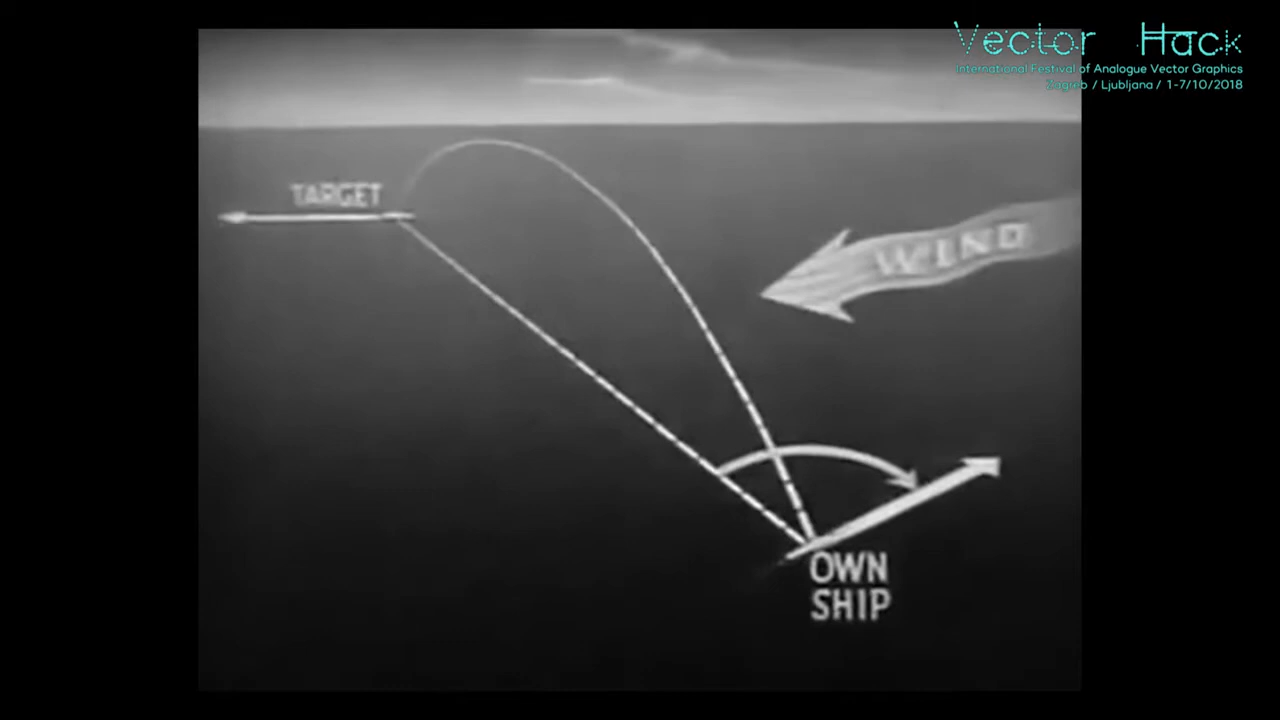 Vector Hack
International Festival of Analogue Vector Graphics
Zagreb / Ljubljana / 1-7/10/2018
TARGET
WIND
OWN
SHIP